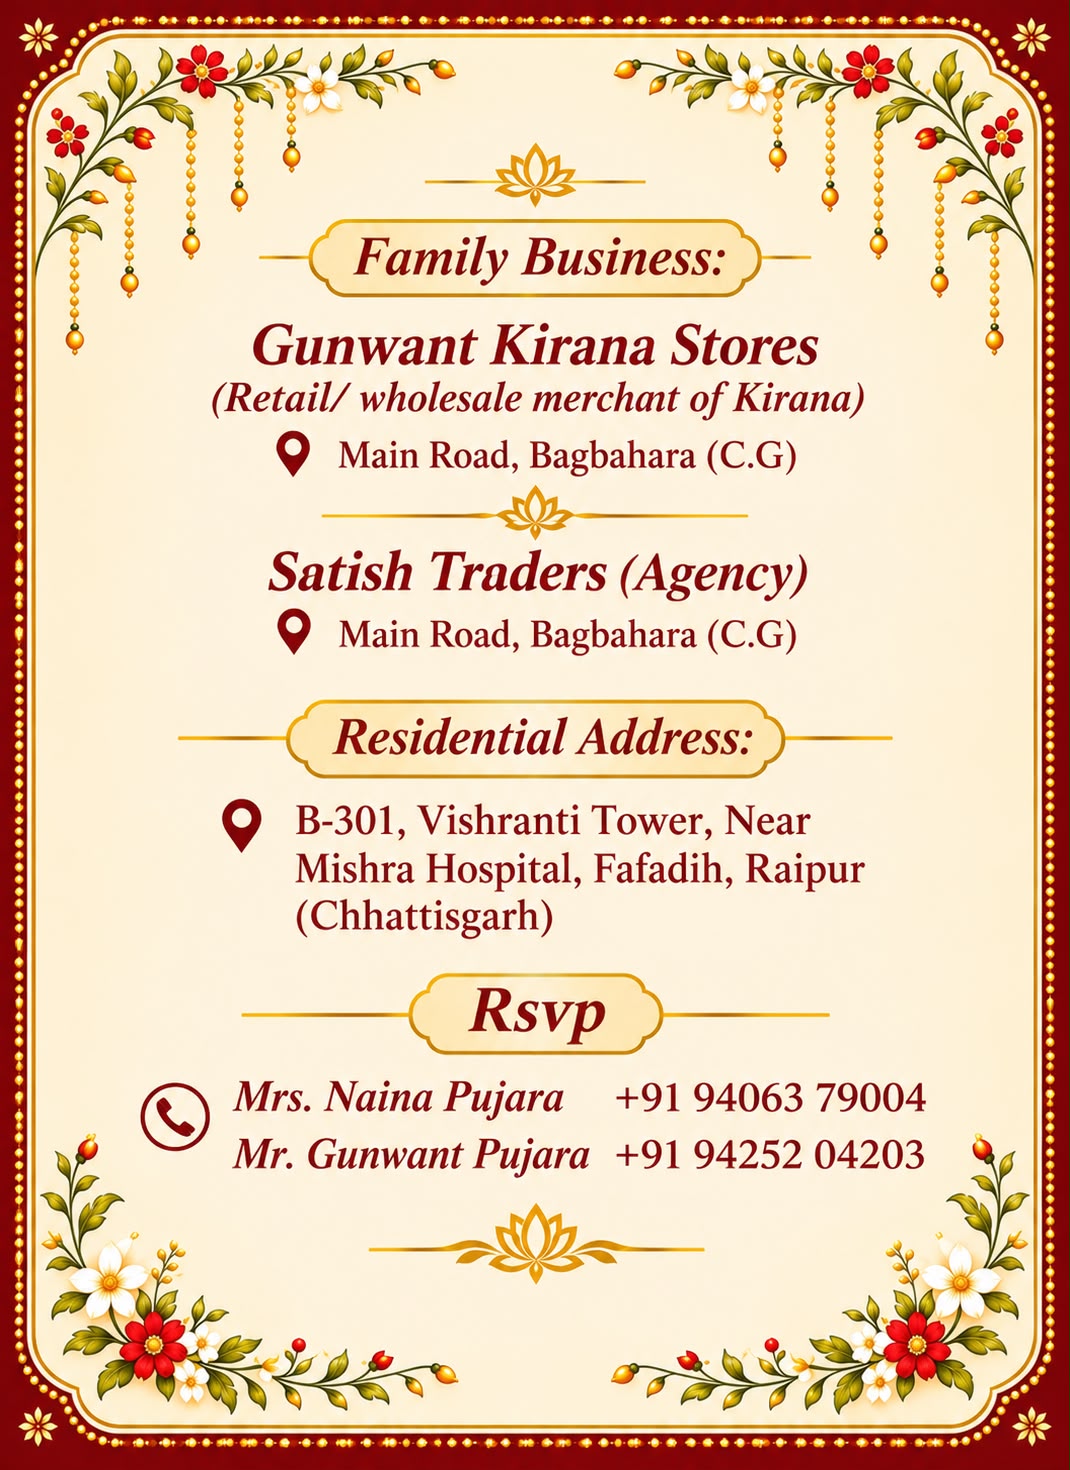 Family Business:
Gunwant Kirana Stores
(Retail/ wholesale merchant of Kirana)
Main Road, Bagbahara (C.G)
Satish Traders (Agency)
Main Road, Bagbahara (C.G)
Residential Address:
B-301, Vishranti Tower, Near
Mishra Hospital, Fafadih, Raipur
(Chhattisgarh)
Rsvp
Mrs. Naina Pujara +91 94063 79004
Mr. Gunwant Pujara +91 94252 04203